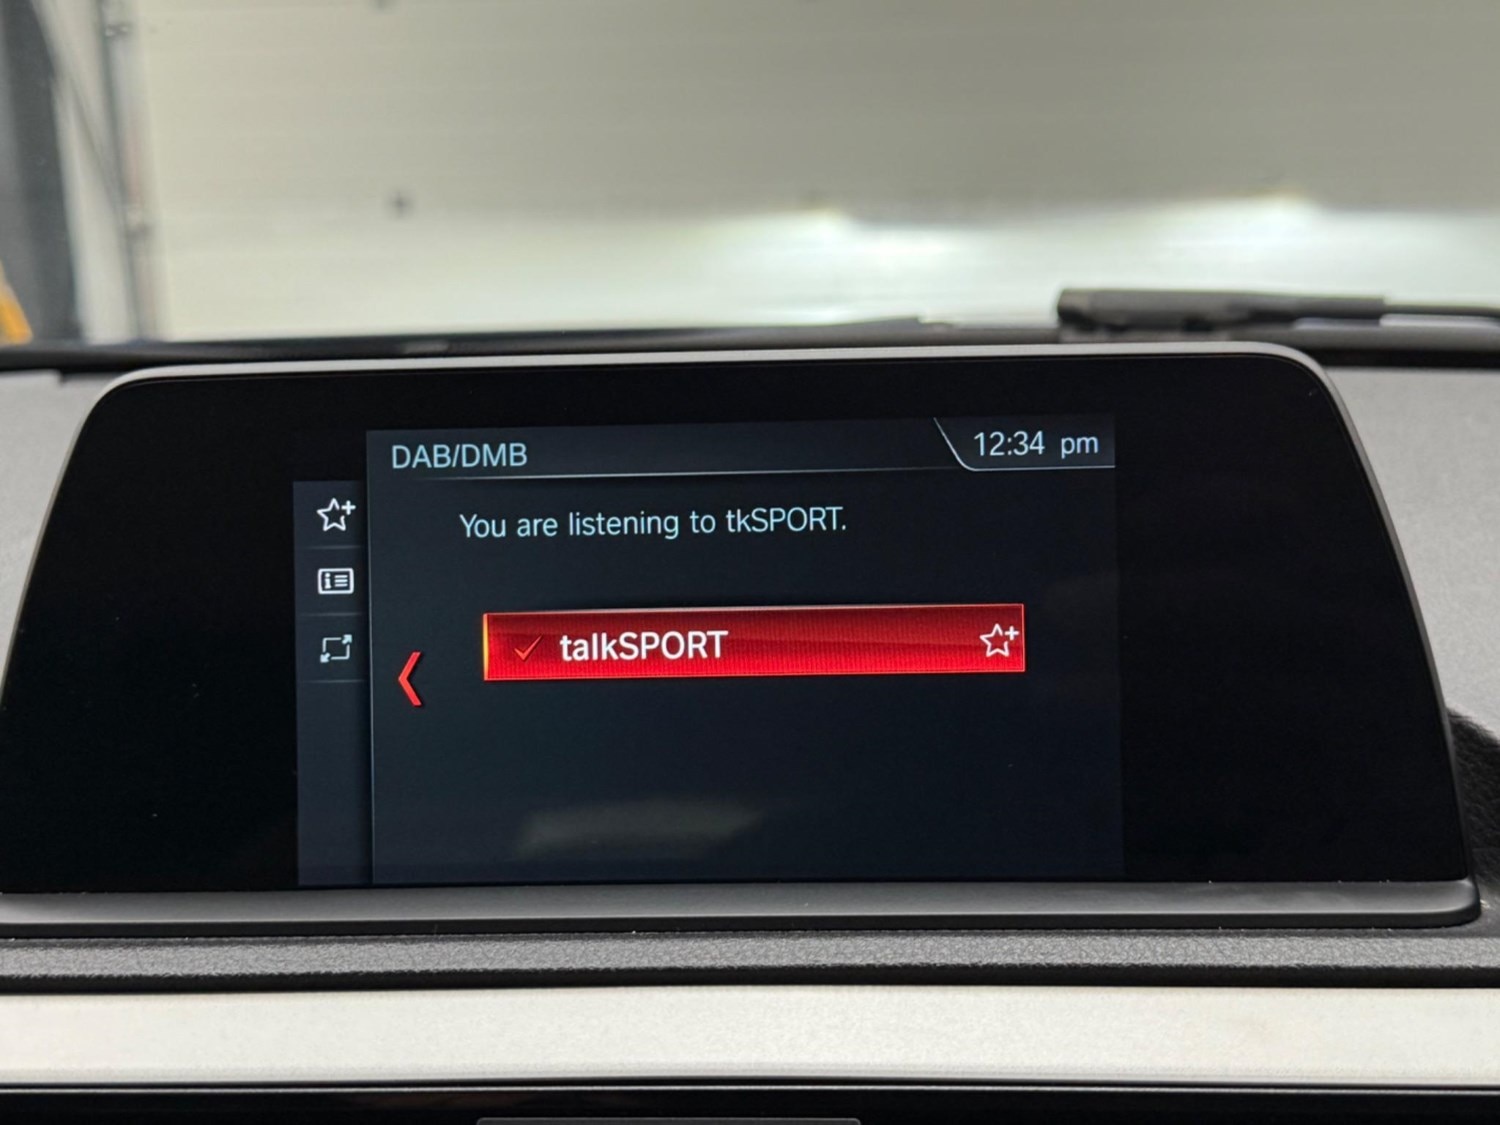 DAB/DMB
12:34 pm
You are listening to tkSPORT.
talkSPORT